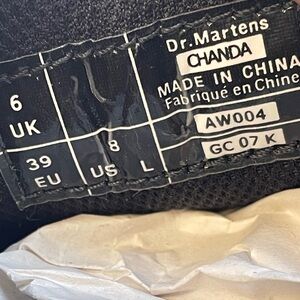 Dr.Martens
CHANDA
MADE IN CHINA
Fabriqué en Chine
6
UK
AW004
39
EU
8
US
L
GC 07 K